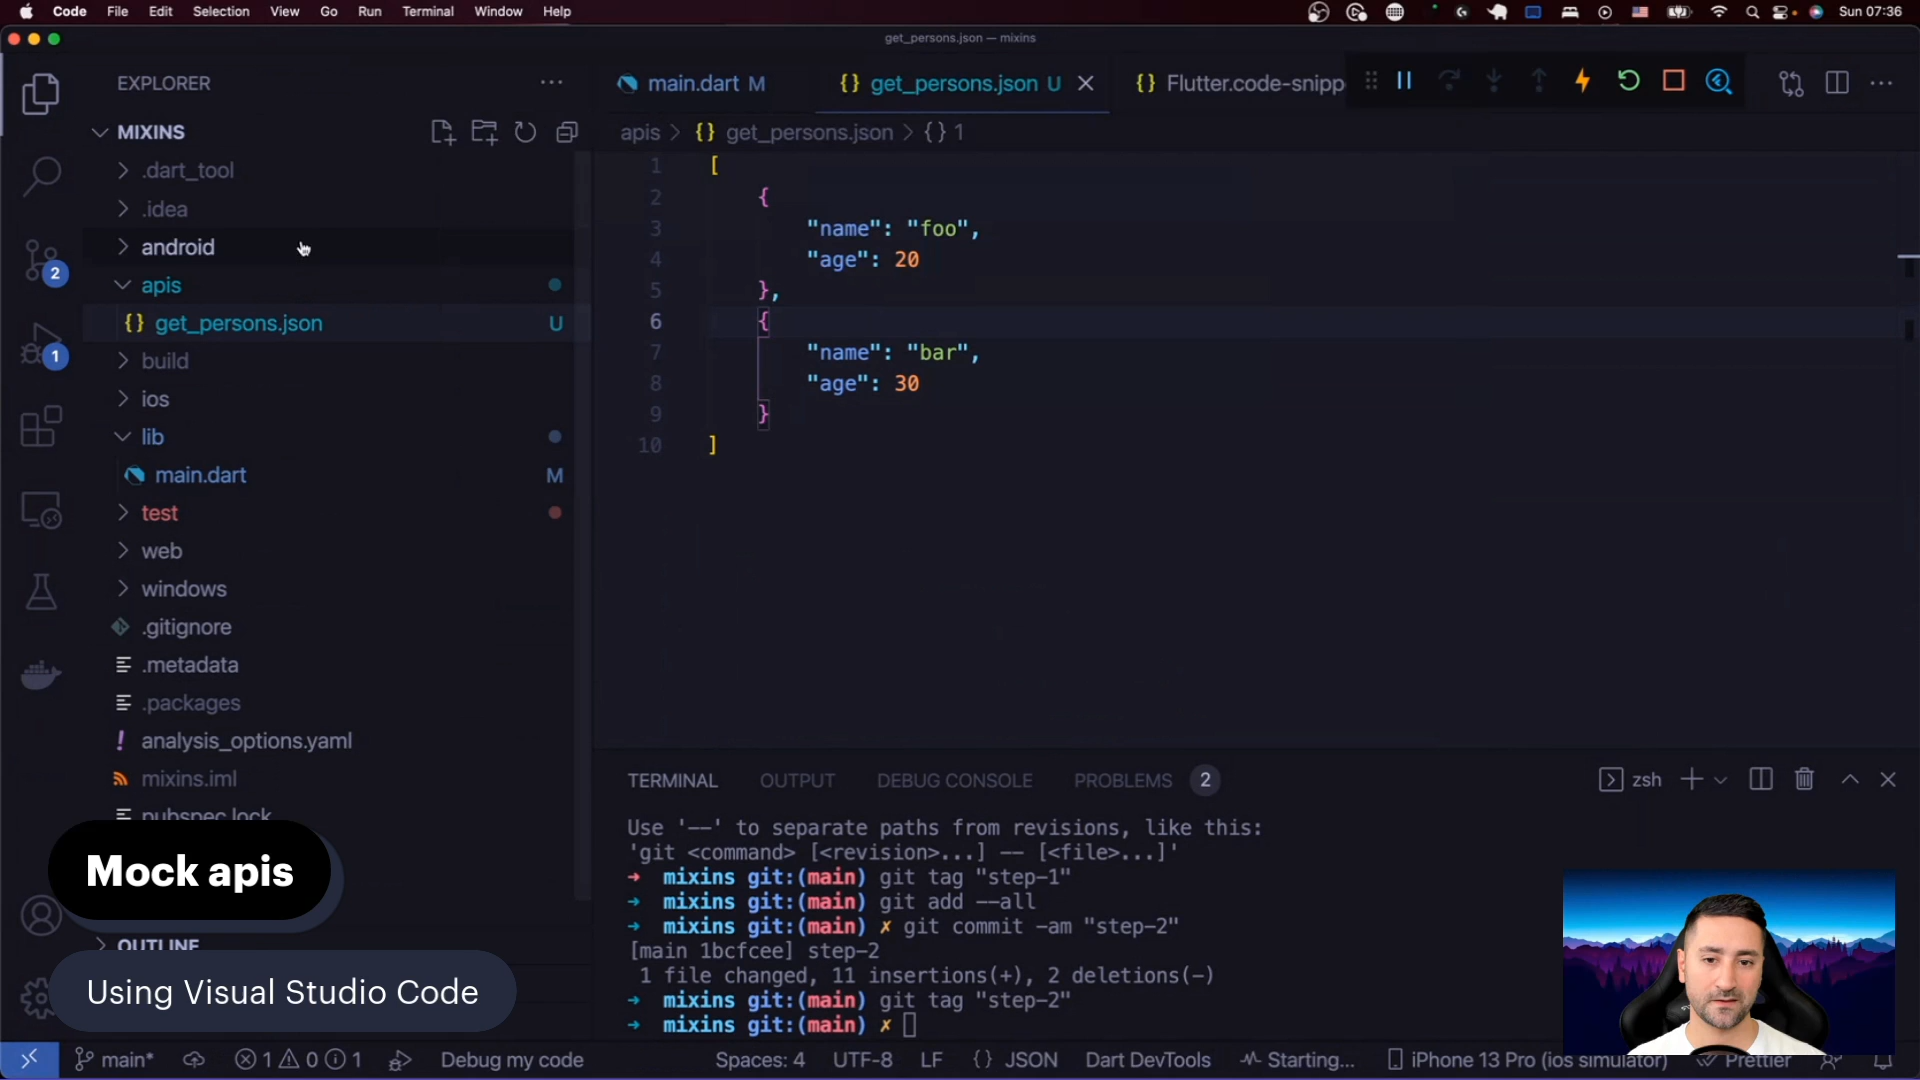 Code File Edit Selection View Go Run Terminal Window Help
Sun 07:36
get_persons.json — mixins
EXPLORER
MIXINS
.dart_tool
.idea
android
apis
get_persons.json U
build
ios
lib
main.dart M
test
web
windows
.gitignore
.metadata
.packages
analysis_options.yaml
mixins.iml
pubspec.lock
OUTLINE
2
1
main.dart M
get_persons.json U
Flutter.code-snipp
apis > {} get_persons.json > {} 1
1 [
2 {
3 "name": "foo",
4 "age": 20
5 },
6 {
7 "name": "bar",
8 "age": 30
9 }
10 ]
TERMINAL OUTPUT DEBUG CONSOLE PROBLEMS 2
zsh
Use '--' to separate paths from revisions, like this:
'git <command> [<revision>...] -- [<file>...]'
➜ mixins git:(main) git tag "step-1"
➜ mixins git:(main) git add --all
➜ mixins git:(main) ✗ git commit -am "step-2"
[main 1bcfcee] step-2
1 file changed, 11 insertions(+), 2 deletions(-)
➜ mixins git:(main) git tag "step-2"
➜ mixins git:(main) ✗
Mock apis
Using Visual Studio Code
main* 1 0 1 Debug my code Spaces: 4 UTF-8 LF {} JSON Dart DevTools Starting... iPhone 13 Pro (ios simulator) Prettier